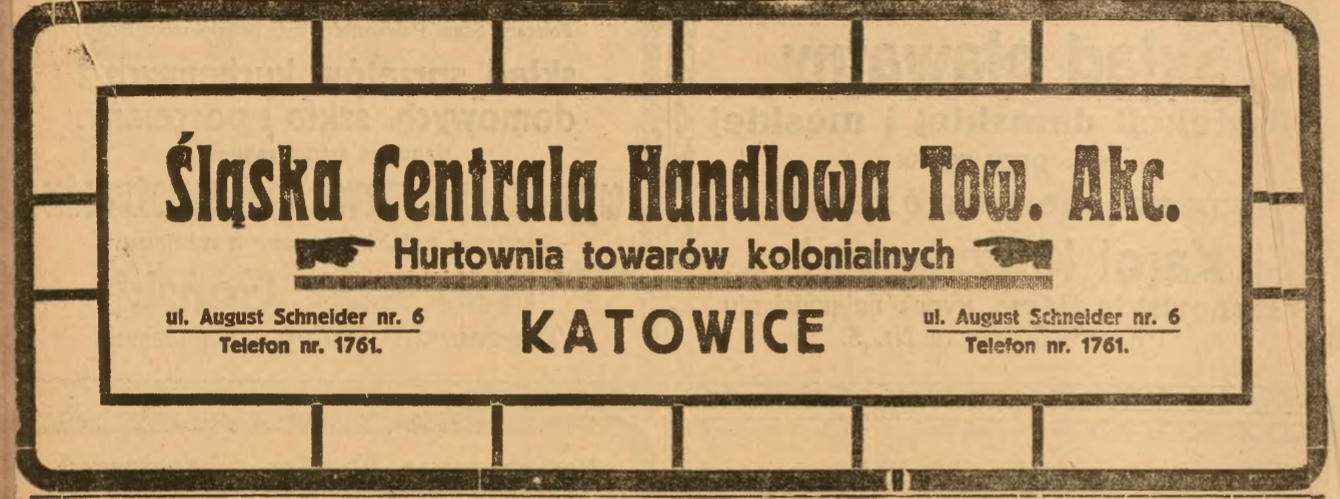 Śląska Centrala Handlowa Tow. Akc.
Hurtownia towarów kolonialnych
ul. August Schneider nr. 6
Telefon nr. 1761.
KATOWICE
ul. August Schneider nr. 6
Telefon nr. 1761.